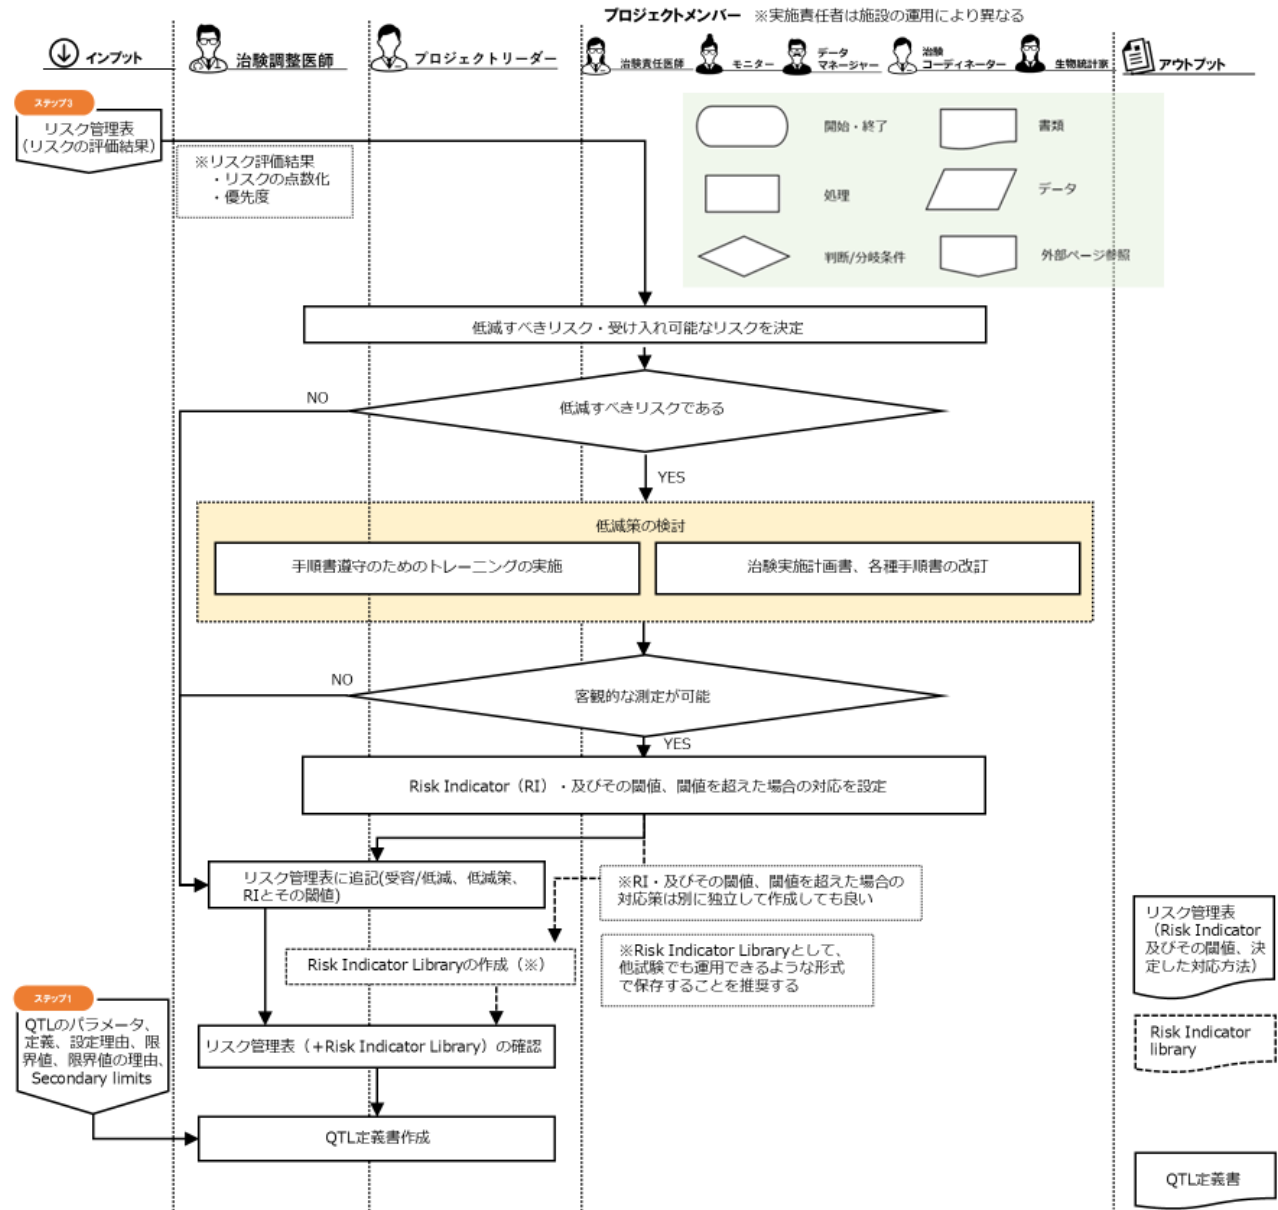 プロジェクトメンバー ※実施責任者は施設の運用により異なる
インプット
治験調整医師
プロジェクトリーダー
治験責任医師
モニター
データ
マネージャー
治験
コーディネーター
生物統計家
アウトプット
ステップ3
リスク管理表
（リスクの評価結果）
※リスク評価結果
・リスクの点数化
・優先度
開始・終了
書類
処理
データ
判断/分岐条件
外部ページ参照
低減すべきリスク・受け入れ可能なリスクを決定
NO
低減すべきリスクである
YES
低減策の検討
手順書遵守のためのトレーニングの実施
治験実施計画書、各種手順書の改訂
NO
客観的な測定が可能
YES
Risk Indicator（RI）・及びその閾値、閾値を超えた場合の対応を設定
リスク管理表に追記(受容/低減、低減策、
RIとその閾値)
※RI・及びその閾値、閾値を超えた場合の
対応策は別に独立して作成しても良い
リスク管理表
（Risk Indicator
及びその閾値、決
定した対応方法）
Risk Indicator Libraryの作成（※）
※Risk Indicator Libraryとして、
他試験でも運用できるような形式
で保存することを推奨する
ステップ1
QTLのパラメータ、
定義、設定理由、限
界値、限界値の理由、
Secondary limits
リスク管理表（+Risk Indicator Library）の確認
Risk Indicator
library
QTL定義書作成
QTL定義書